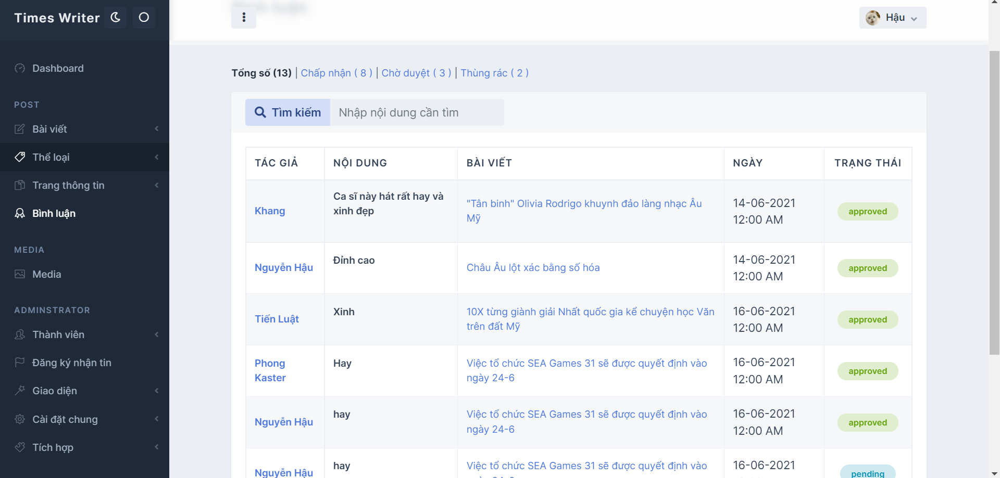 Times Writer
Hậu
Dashboard
POST
Bài viết
Thể loại
Trang thông tin
Bình luận
MEDIA
Media
ADMINSTRATOR
Thành viên
Đăng ký nhận tin
Giao diện
Cài đặt chung
Tích hợp
Tổng số (13) | Chấp nhận ( 8 ) | Chờ duyệt ( 3 ) | Thùng rác ( 2 )
Tìm kiếm Nhập nội dung cần tìm
TÁC GIẢ NỘI DUNG BÀI VIẾT NGÀY TRẠNG THÁI
Khang
Ca sĩ này hát rất hay và
xinh đẹp
"Tân binh" Olivia Rodrigo khuynh đảo làng nhạc Âu
Mỹ
14-06-2021
12:00 AM
approved
Nguyễn Hậu
Đỉnh cao
Châu Âu lột xác bằng số hóa
14-06-2021
12:00 AM
approved
Tiến Luật
Xinh
10X từng giành giải Nhất quốc gia kể chuyện học Văn
trên đất Mỹ
16-06-2021
12:00 AM
approved
Phong
Kaster
Hay
Việc tổ chức SEA Games 31 sẽ được quyết định vào
ngày 24-6
16-06-2021
12:00 AM
approved
Nguyễn Hậu
hay
Việc tổ chức SEA Games 31 sẽ được quyết định vào
ngày 24-6
16-06-2021
12:00 AM
approved
Nguyễn Hậu
hay
Việc tổ chức SEA Games 31 sẽ được quyết định vào
16-06-2021
pending